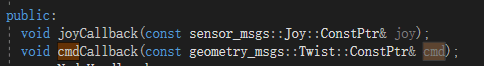 public:
void joyCallback(const sensor_msgs::Joy::ConstPtr& joy);
void cmdCallback(const geometry_msgs::Twist::ConstPtr& cmd);